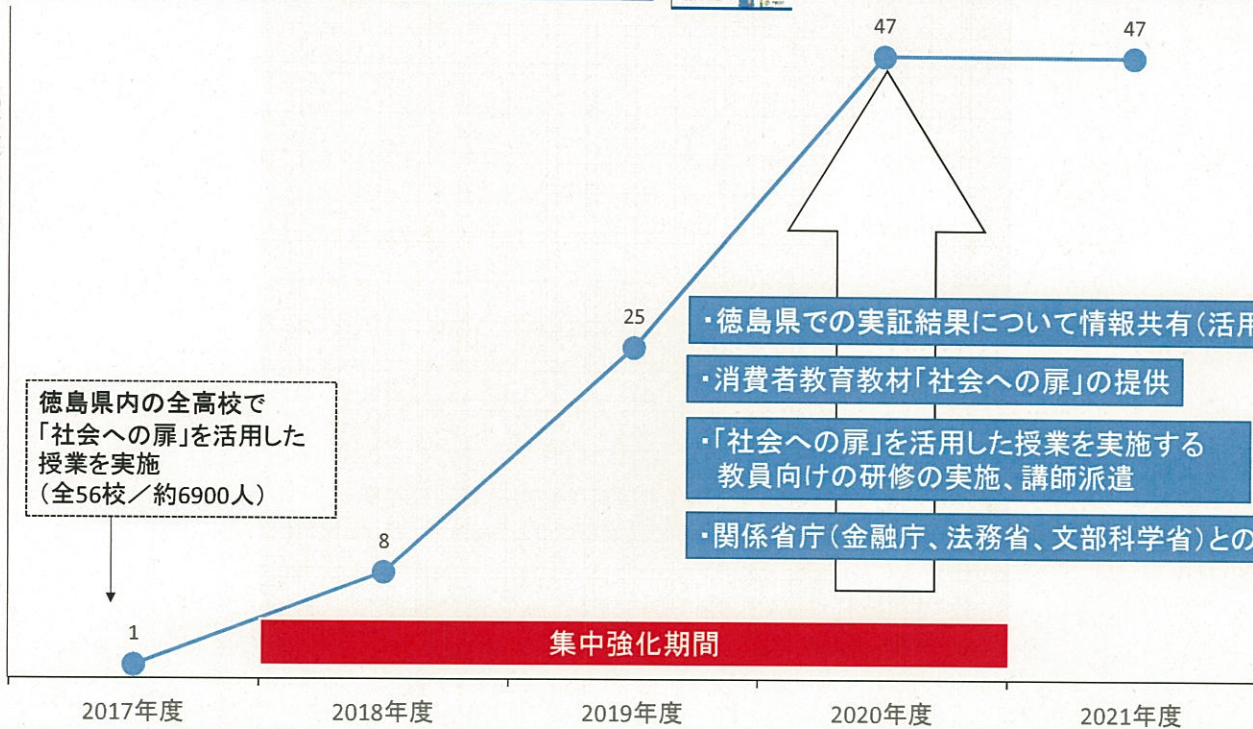 47
47
25
・徳島県での実証結果について情報共有(活用
・消費者教育教材「社会への扉」の提供
・「社会への扉」を活用した授業を実施する
教員向けの研修の実施、講師派遣
・関係省庁(金融庁、法務省、文部科学省)との
徳島県内の全高校で
「社会への扉」を活用した
授業を実施
(全56校/約6900人)
8
1
集中強化期間
2017年度
2018年度
2019年度
2020年度
2021年度